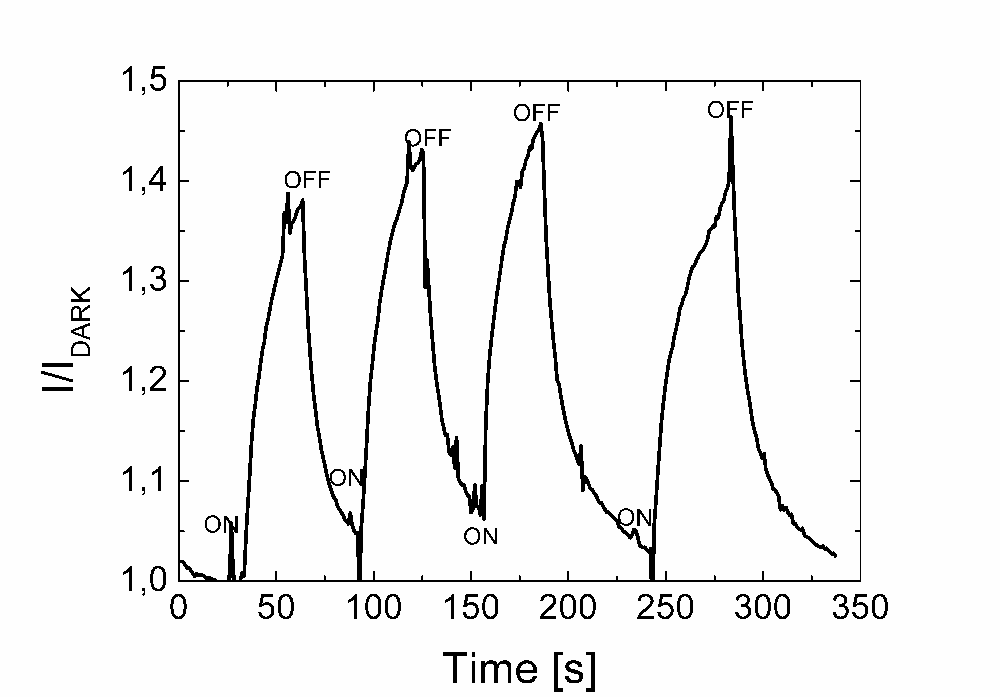 1,5
1,4
1,3
1,2
1,1
1,0
I/I DARK
OFF
OFF
OFF
OFF
ON
ON
ON
ON
0 50 100 150 200 250 300 350
Time [s]